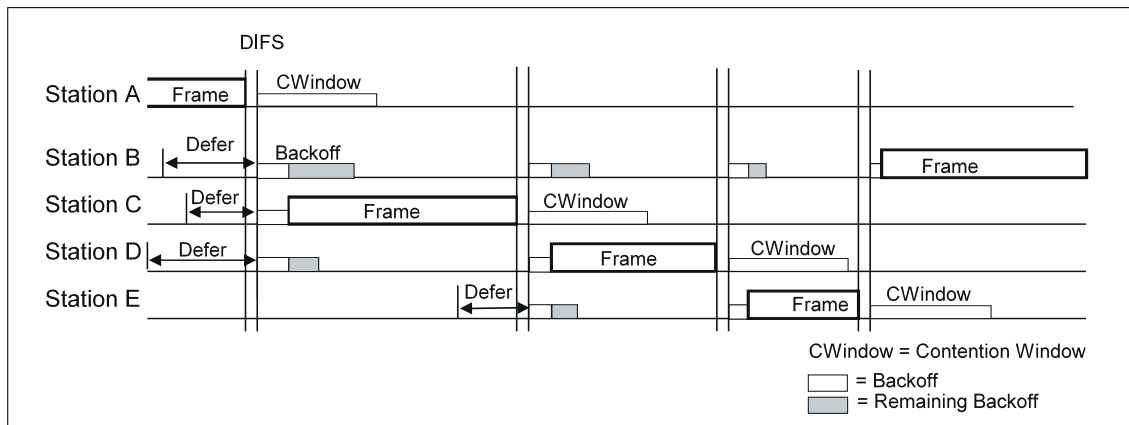 DIFS
Station A
Frame
CWindow
Station B
Defer
Backoff
Frame
Station C
Defer
Frame
CWindow
Station D
Defer
Frame
CWindow
Station E
Defer
Frame
CWindow
CWindow = Contention Window
= Backoff
= Remaining Backoff